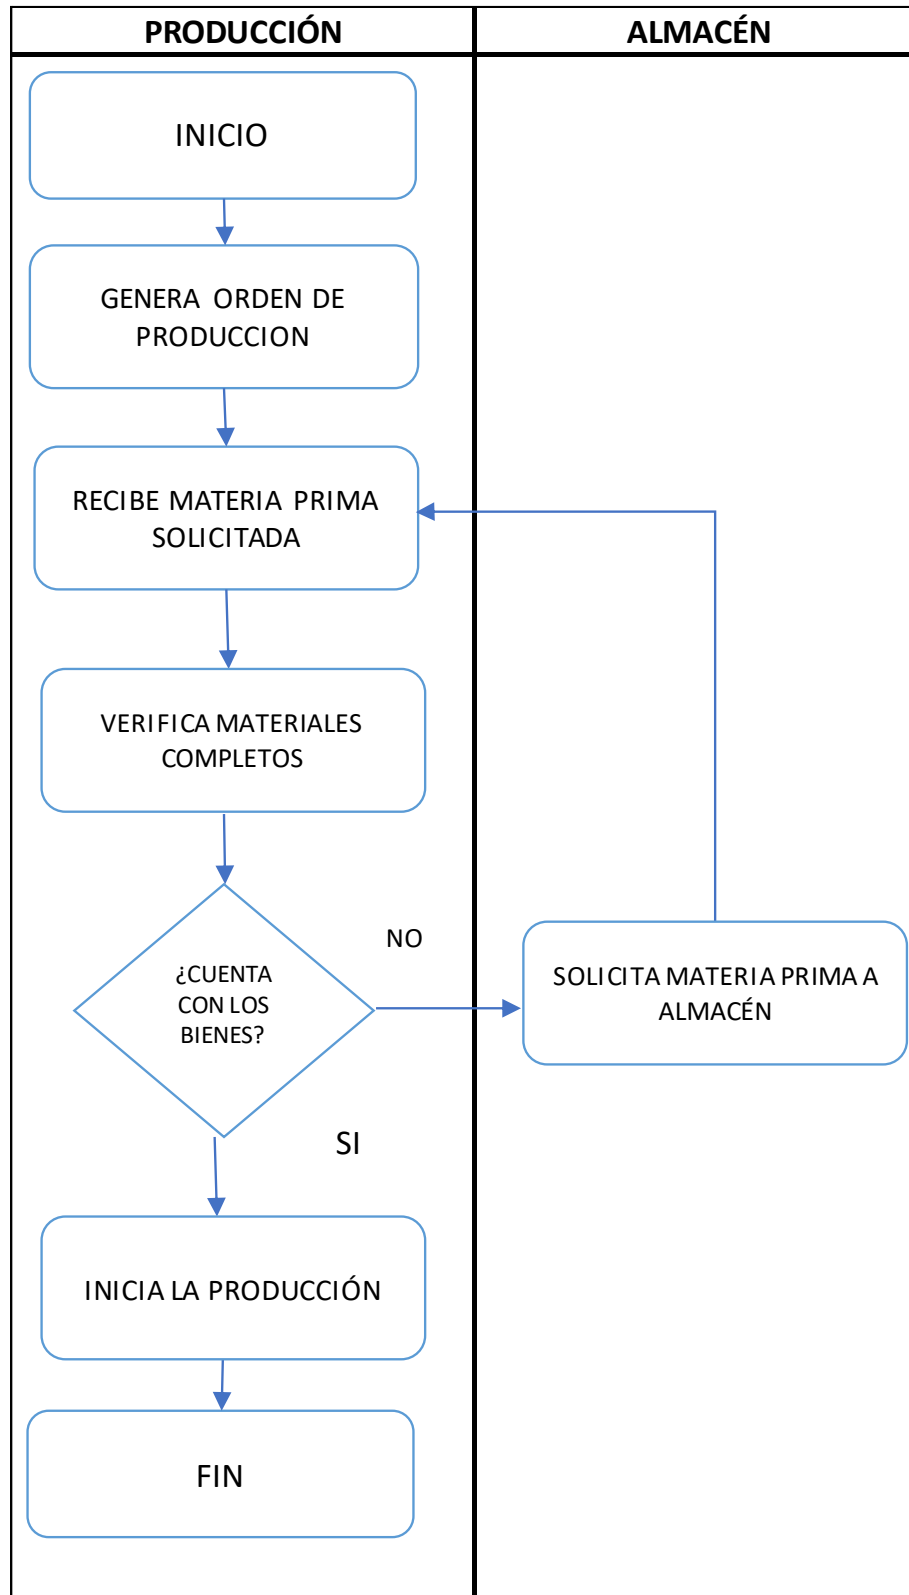 PRODUCCIÓN
ALMACÉN
INICIO
GENERA ORDEN DE
PRODUCCION
RECIBE MATERIA PRIMA
SOLICITADA
VERIFICA MATERIALES
COMPLETOS
¿CUENTA
CON LOS
BIENES?
NO
SOLICITA MATERIA PRIMA A
ALMACÉN
SI
INICIA LA PRODUCCIÓN
FIN